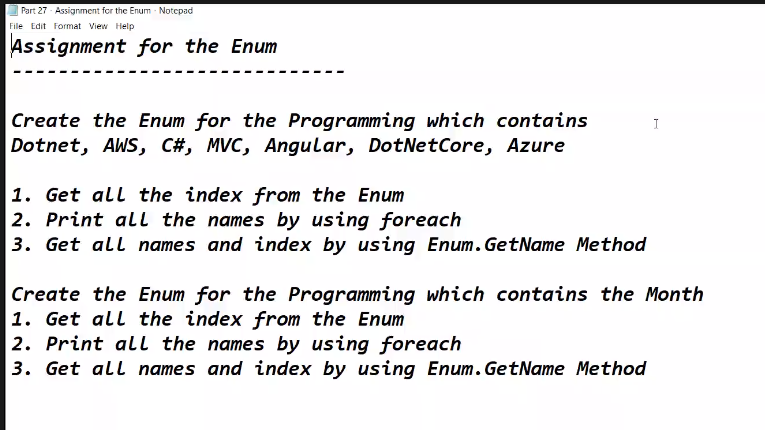 Part 27 - Assignment for the Enum - Notepad
File Edit Format View Help
Assignment for the Enum
-----------------------------
Create the Enum for the Programming which contains
Dotnet, AWS, C#, MVC, Angular, DotNetCore, Azure
1. Get all the index from the Enum
2. Print all the names by using foreach
3. Get all names and index by using Enum.GetName Method
Create the Enum for the Programming which contains the Month
1. Get all the index from the Enum
2. Print all the names by using foreach
3. Get all names and index by using Enum.GetName Method